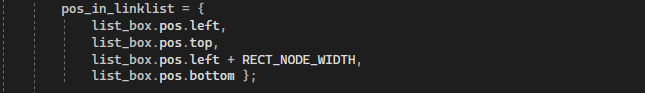 pos_in_linklist = {
list_box.pos.left,
list_box.pos.top,
list_box.pos.left + RECT_NODE_WIDTH,
list_box.pos.bottom };